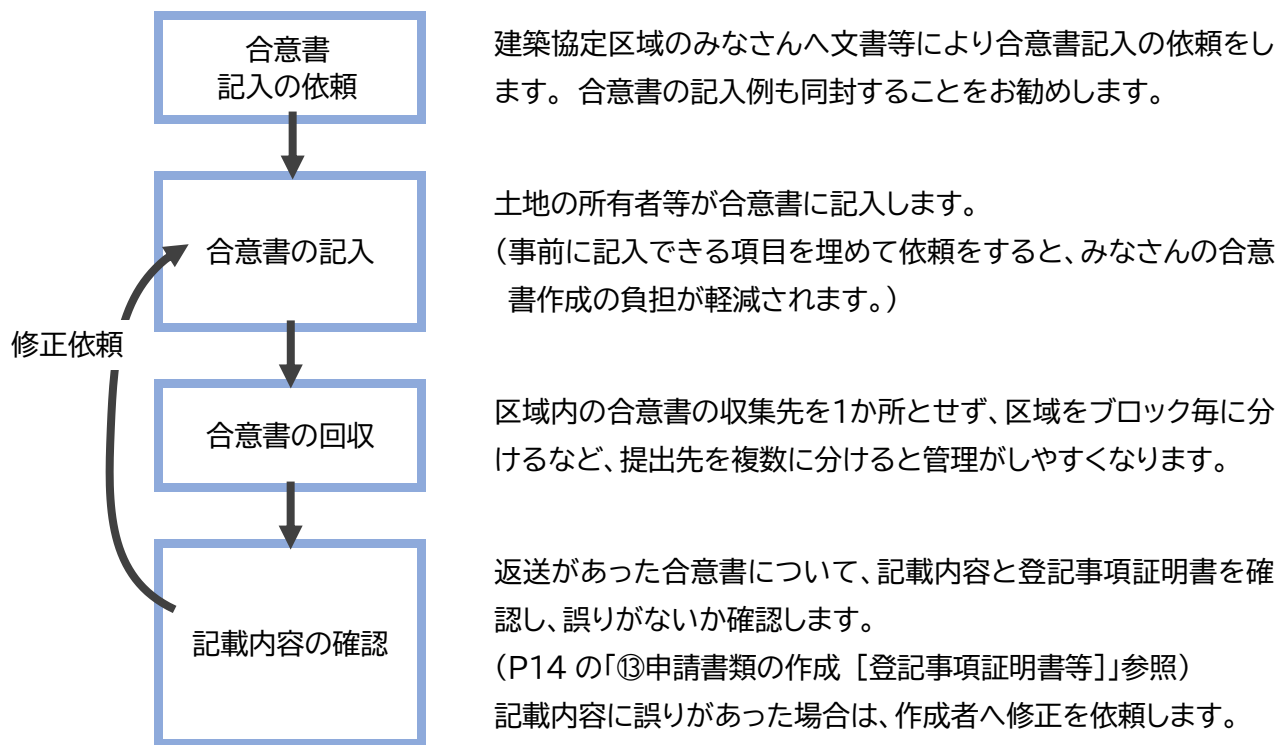 合意書
記入の依頼
建築協定区域のみなさんへ文書等により合意書記入の依頼をし
ます。合意書の記入例も同封することをお勧めします。
合意書の記入
土地の所有者等が合意書に記入します。
（事前に記入できる項目を埋めて依頼をすると、みなさんの合意
書作成の負担が軽減されます。）
修正依頼
合意書の回収
区域内の合意書の収集先を1か所とせず、区域をブロック毎に分
けるなど、提出先を複数に分けると管理がしやすくなります。
記載内容の確認
返送があった合意書について、記載内容と登記事項証明書を確
認し、誤りがないか確認します。
（P14 の「⑬申請書類の作成 ［登記事項証明書等］」参照）
記載内容に誤りがあった場合は、作成者へ修正を依頼します。